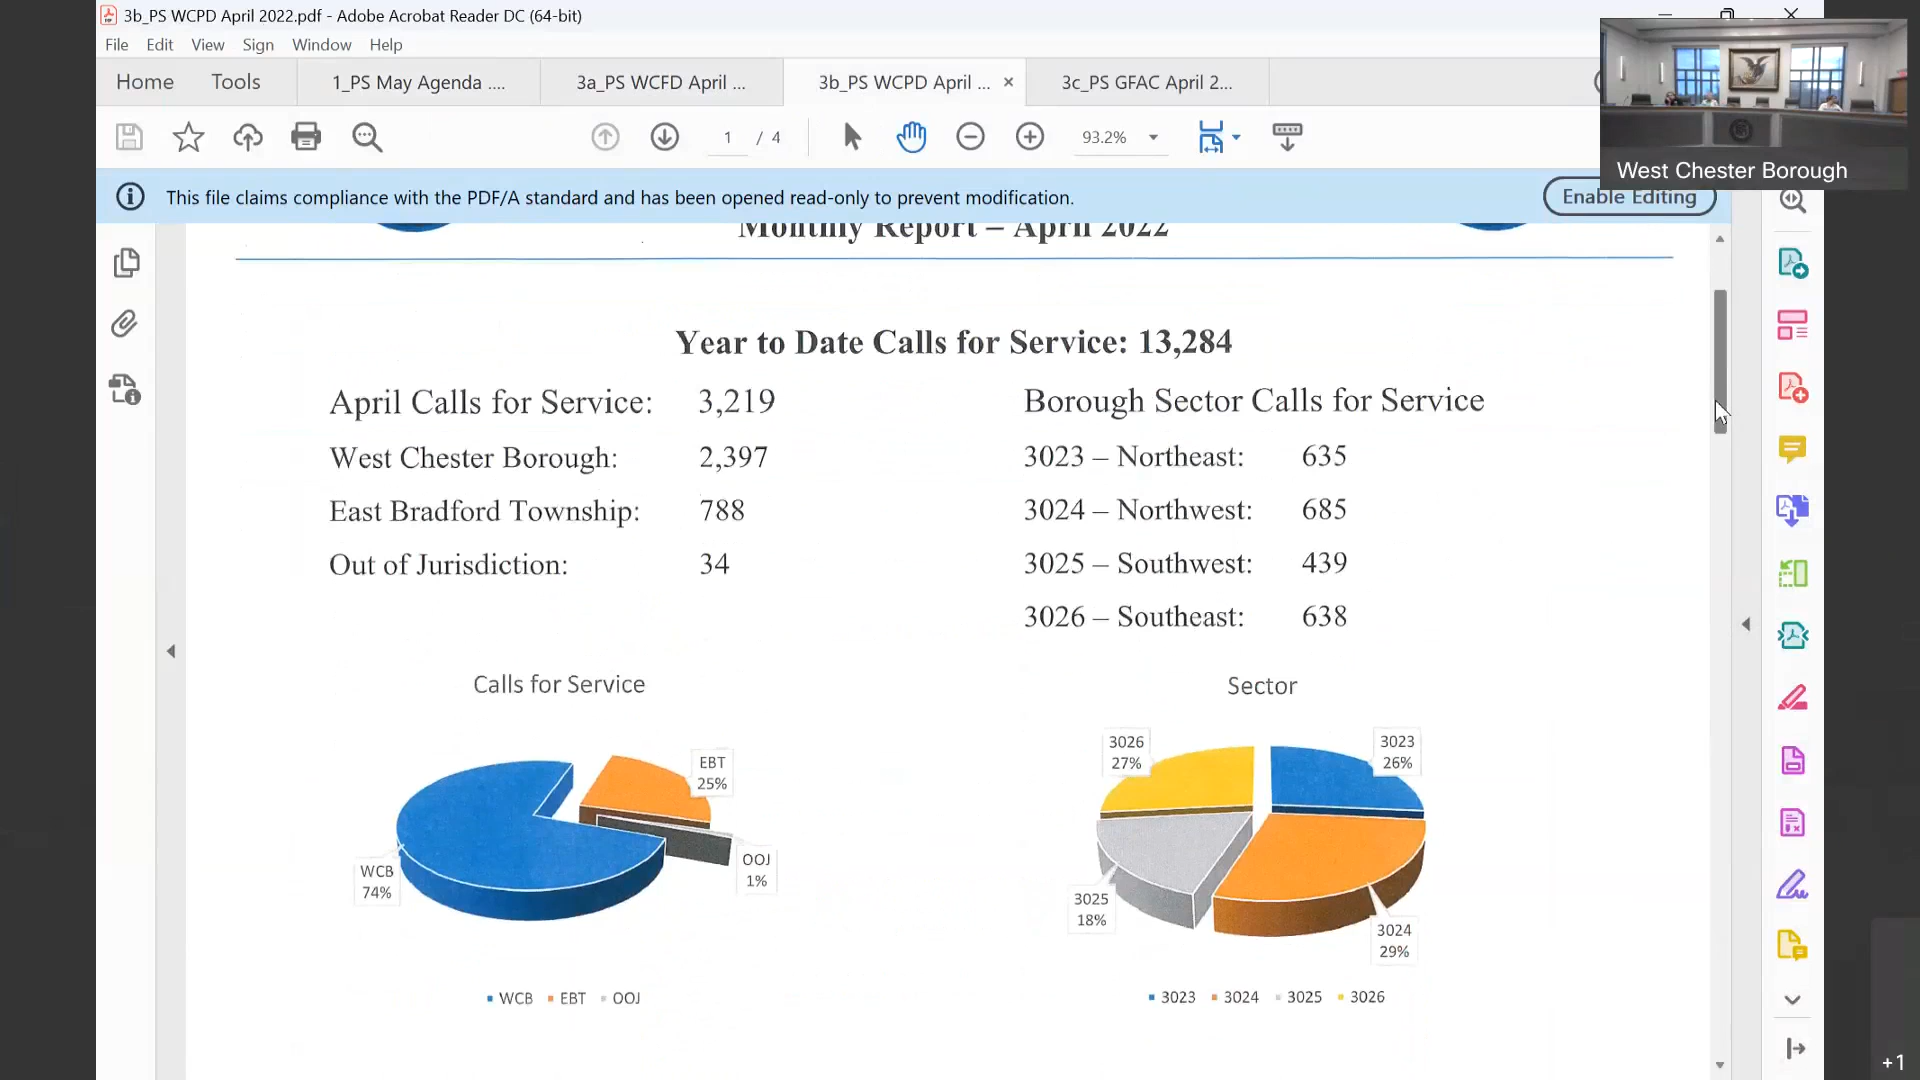 3b_PS WCPD April 2022.pdf - Adobe Acrobat Reader DC (64-bit)
File Edit View Sign Window Help
Home Tools 1_PS May Agenda .... 3a_PS WCFD April ... 3b_PS WCPD April ... × 3c_PS GFAC April 2...
1 / 4 93.2%
West Chester Borough
This file claims compliance with the PDF/A standard and has been opened read-only to prevent modification.
Enable Editing
Monthly Report – April 2022
Year to Date Calls for Service: 13,284
April Calls for Service: 3,219
West Chester Borough: 2,397
East Bradford Township: 788
Out of Jurisdiction: 34
Borough Sector Calls for Service
3023 – Northeast: 635
3024 – Northwest: 685
3025 – Southwest: 439
3026 – Southeast: 638
Calls for Service
EBT
25%
OOJ
1%
WCB
74%
WCB EBT OOJ
Sector
3026
27%
3023
26%
3025
18%
3024
29%
3023 3024 3025 3026
+1